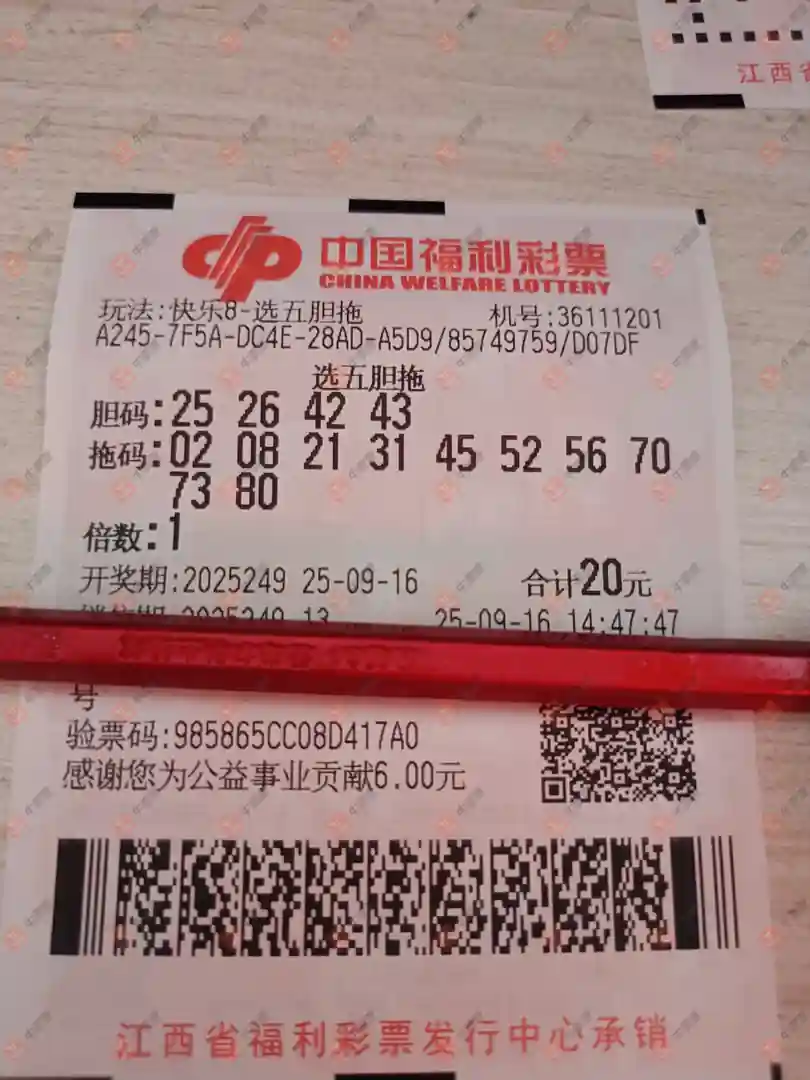 江西省
中国福利彩票
CHINA WELFARE LOTTERY
玩法:快乐8-选五胆拖 机号:36111201
A245-7F5A-DC4E-28AD-A5D9/85749759/D07DF
选五胆拖
胆码:25 26 42 43
拖码:02 08 21 31 45 52 56 70
73 80
倍数:1
开奖期:2025249 25-09-16 合计20元
销售期:2025249 13 25-09-16 14:47:47
号
验票码:985865CC08D417A0
感谢您为公益事业贡献6.00元
江西省福利彩票发行中心承销